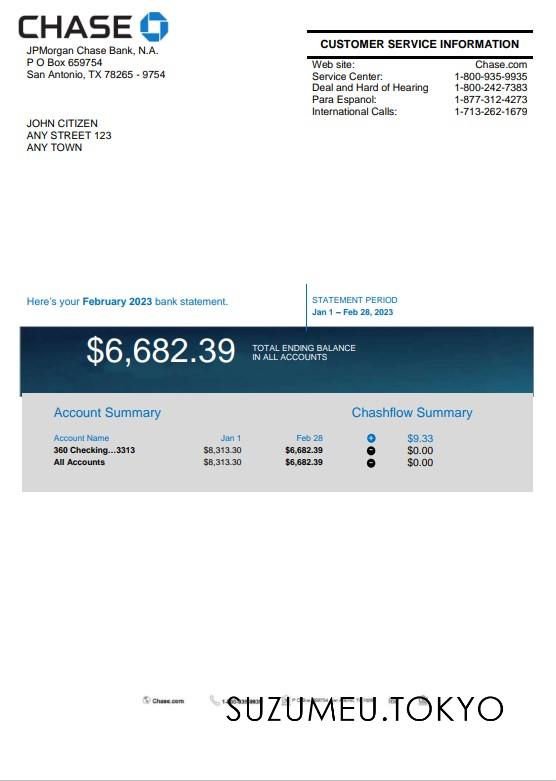 CHASE
JPMorgan Chase Bank, N.A.
P O Box 659754
San Antonio, TX 78265 - 9754
CUSTOMER SERVICE INFORMATION
Web site: Chase.com
Service Center: 1-800-935-9935
Deal and Hard of Hearing 1-800-242-7383
Para Espanol: 1-877-312-4273
International Calls: 1-713-262-1679
JOHN CITIZEN
ANY STREET 123
ANY TOWN
Here's your February 2023 bank statement.
STATEMENT PERIOD
Jan 1 – Feb 28, 2023
$6,682.39
TOTAL ENDING BALANCE
IN ALL ACCOUNTS
Account Summary
Chashflow Summary
Account Name Jan 1 Feb 28 + $9.33
360 Checking...3313 $8,313.30 $6,682.39 - $0.00
All Accounts $8,313.30 $6,682.39 - $0.00
Chase.com
SUZUMEU.TOKYO